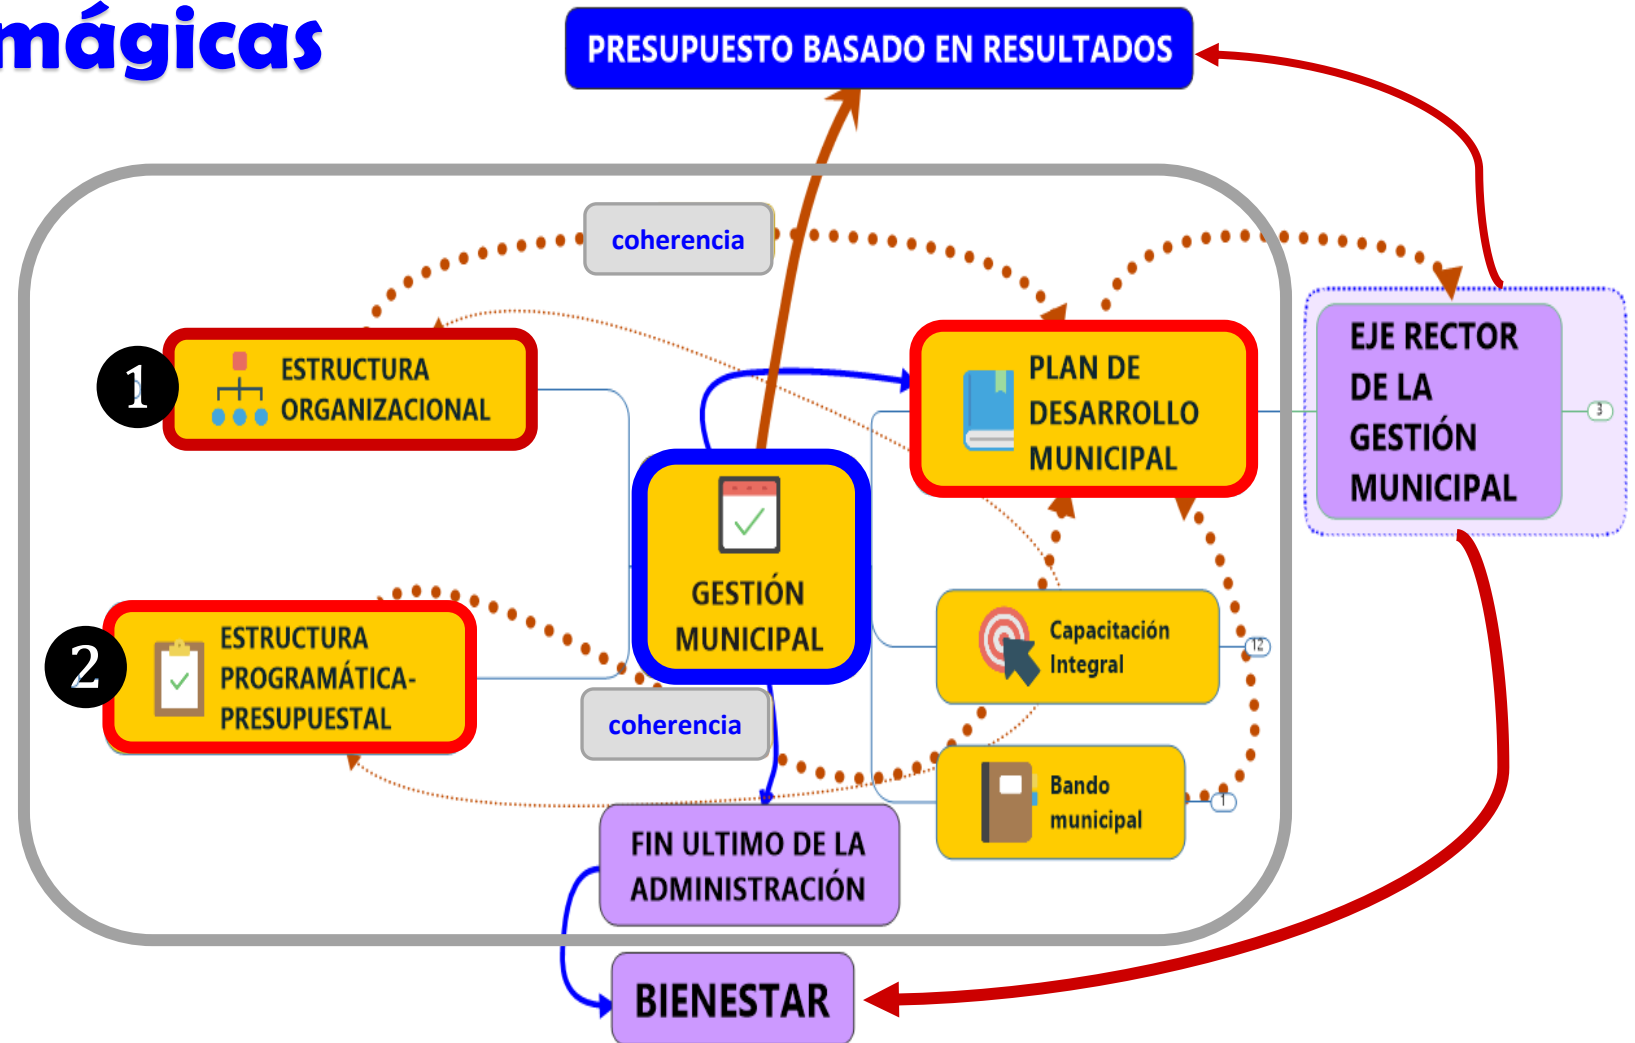 mágicas
PRESUPUESTO BASADO EN RESULTADOS
coherencia
1
ESTRUCTURA
ORGANIZACIONAL
PLAN DE
DESARROLLO
MUNICIPAL
EJE RECTOR
DE LA
GESTIÓN
MUNICIPAL
3
GESTIÓN
MUNICIPAL
2
ESTRUCTURA
PROGRAMÁTICA-
PRESUPUESTAL
Capacitación
Integral
12
coherencia
Bando
municipal
1
FIN ULTIMO DE LA
ADMINISTRACIÓN
BIENESTAR